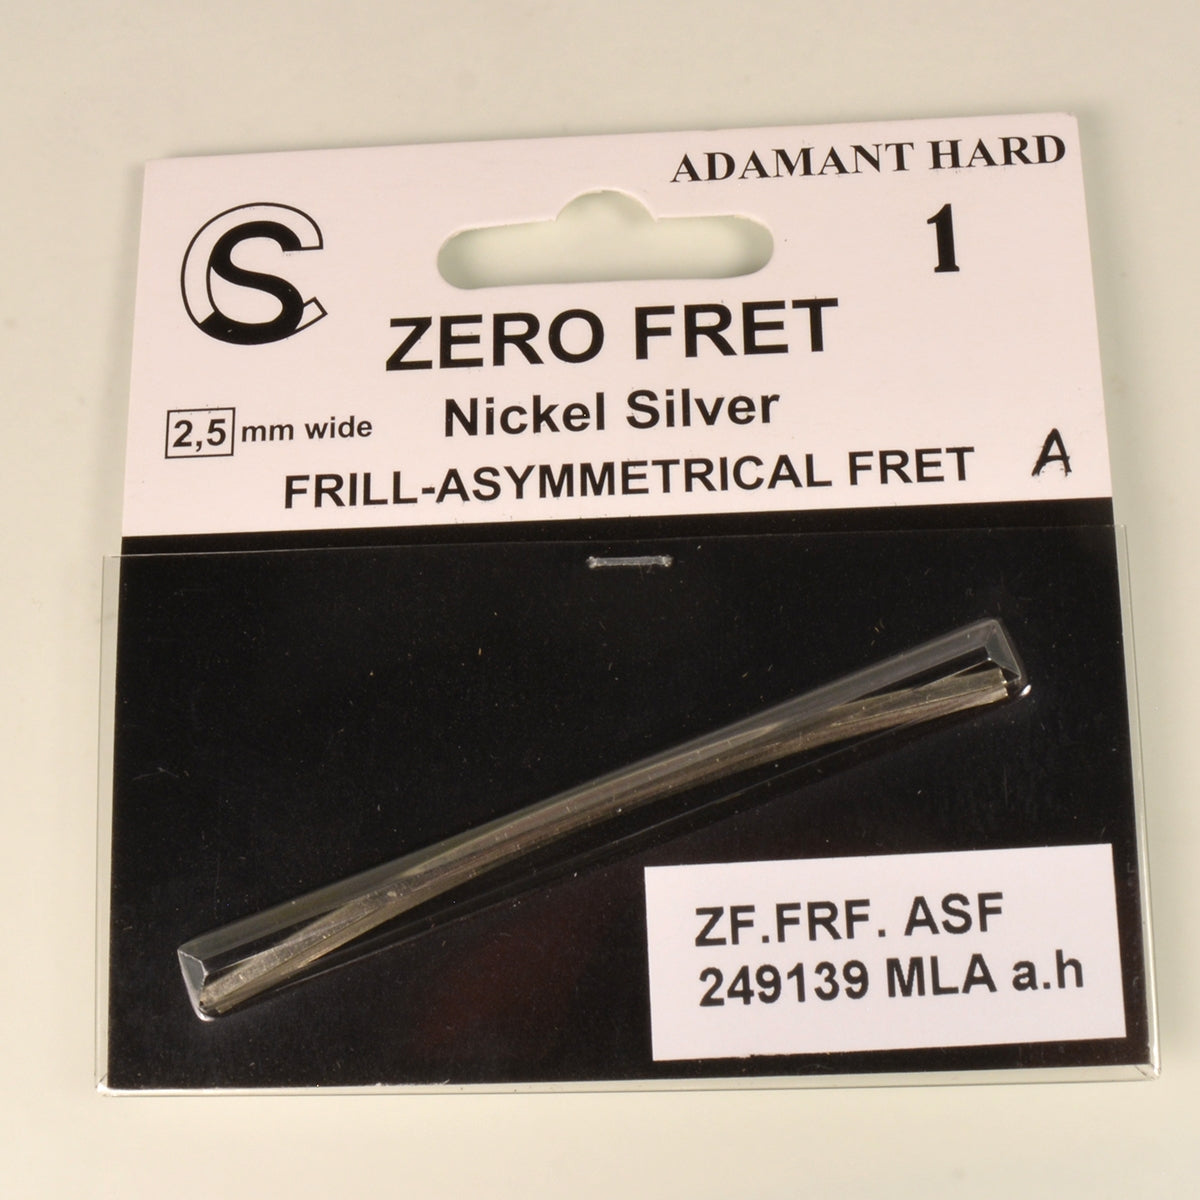 ADAMANT HARD
CS
1
ZERO FRET
Nickel Silver
2,5 mm wide
FRILL-ASYMMETRICAL FRET A
ZF.FRF. ASF
249139 MLA a.h